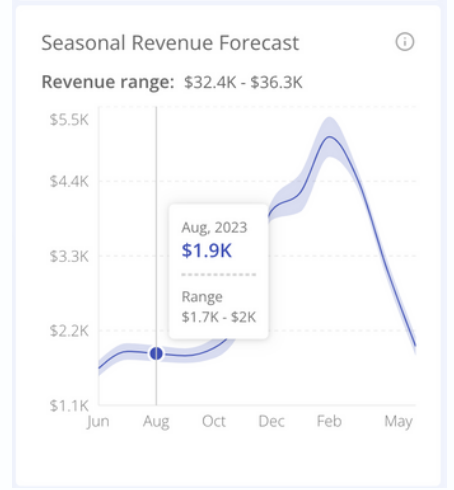 Seasonal Revenue Forecast
Revenue range: $32.4K - $36.3K
$5.5K
$4.4K
Aug, 2023
$1.9K
Range
$1.7K - $2K
$3.3K
$2.2K
$1.1K
Jun Aug Oct Dec Feb May